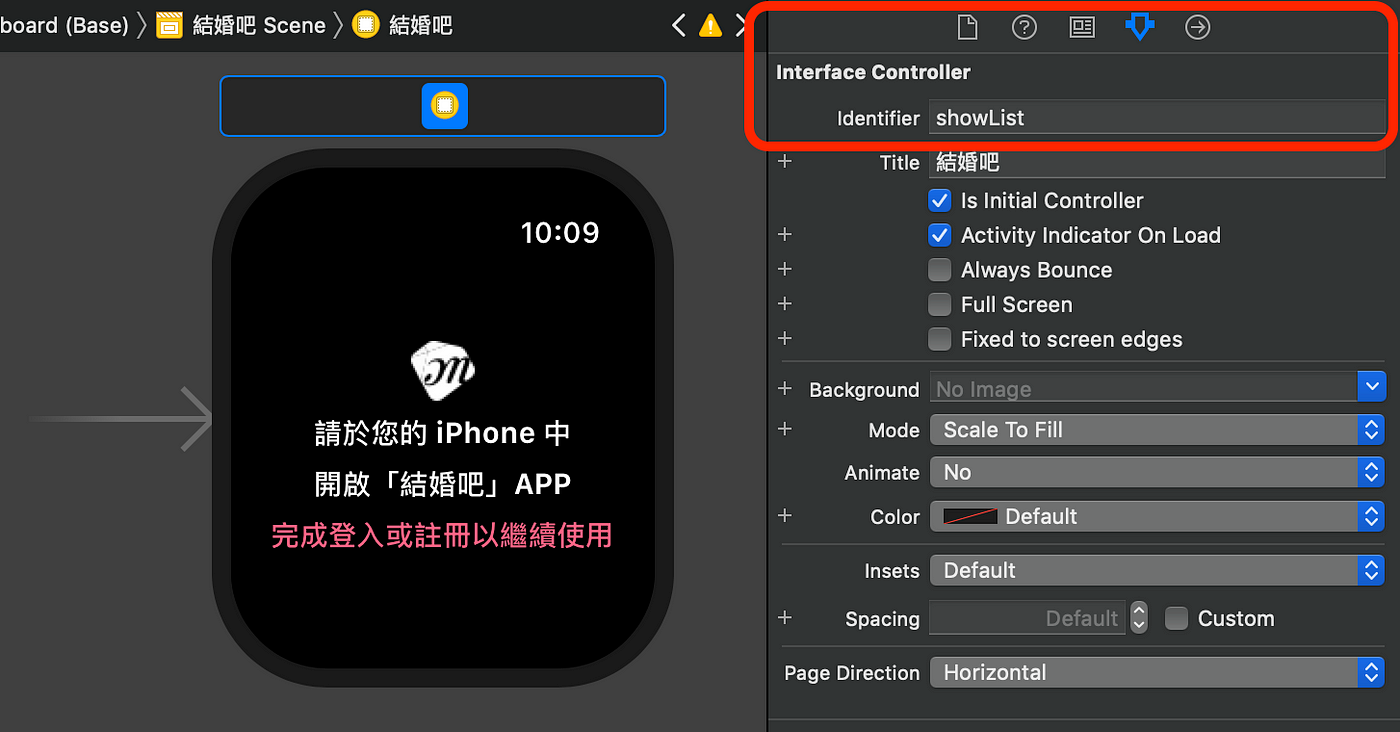 board (Base) 〉 結婚吧 Scene 〉 結婚吧
10:09
請於您的 iPhone 中
開啟「結婚吧」APP
完成登入或註冊以繼續使用
Interface Controller
Identifier showList
Title 結婚吧
Is Initial Controller
Activity Indicator On Load
Always Bounce
Full Screen
Fixed to screen edges
Background No Image
Mode Scale To Fill
Animate No
Color Default
Insets Default
Spacing Default Custom
Page Direction Horizontal